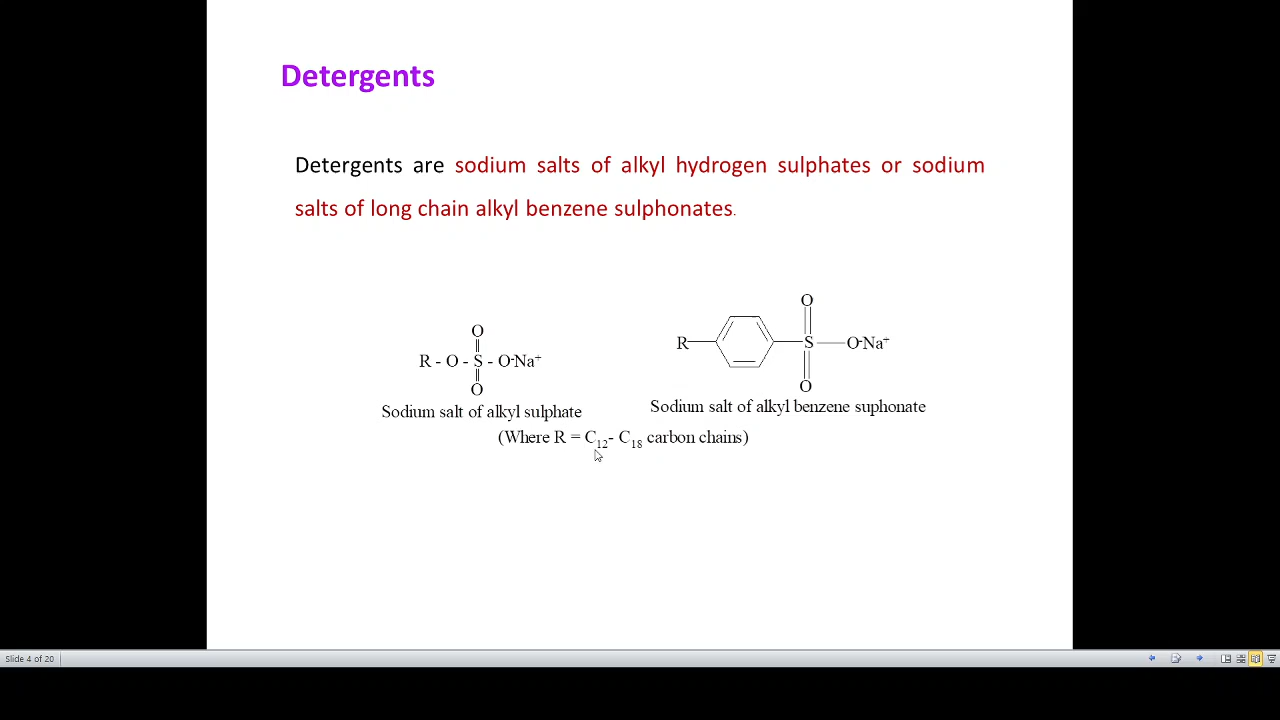 Detergents
Detergents are sodium salts of alkyl hydrogen sulphates or sodium
salts of long chain alkyl benzene sulphonates.
O
R - O - S - O⁻Na⁺
O
Sodium salt of alkyl sulphate
O
R S O⁻Na⁺
O
Sodium salt of alkyl benzene suphonate
(Where R = C₁₂- C₁₈ carbon chains)
Slide 4 of 20